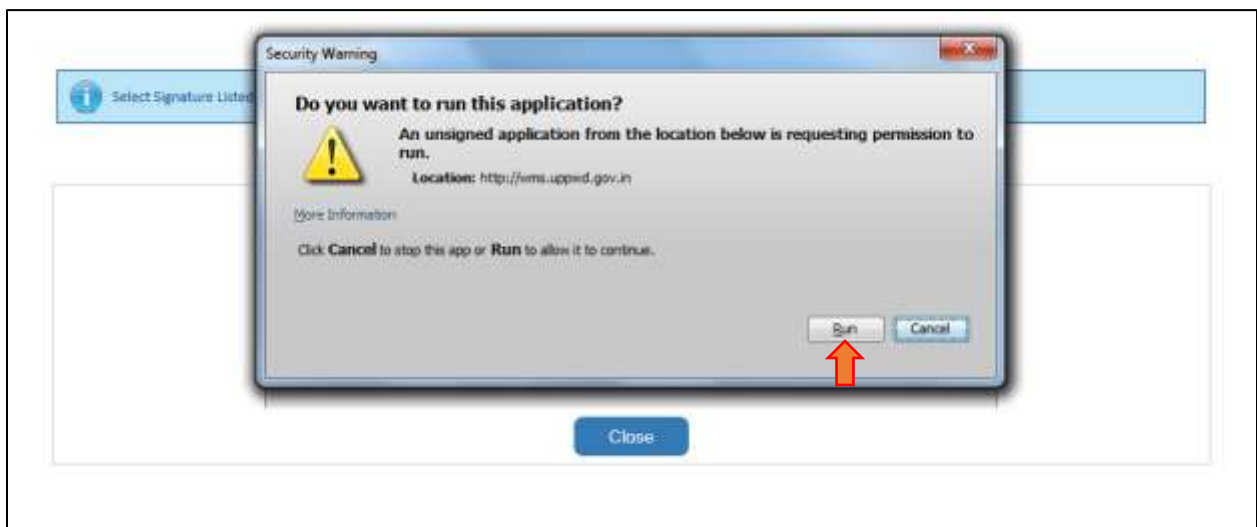 Security Warning
Select Signature Listed
Do you want to run this application?
An unsigned application from the location below is requesting permission to
run.
Location: http://wms.uppwd.gov.in
More Information
Click Cancel to stop this app or Run to allow it to continue.
Run Cancel
Close